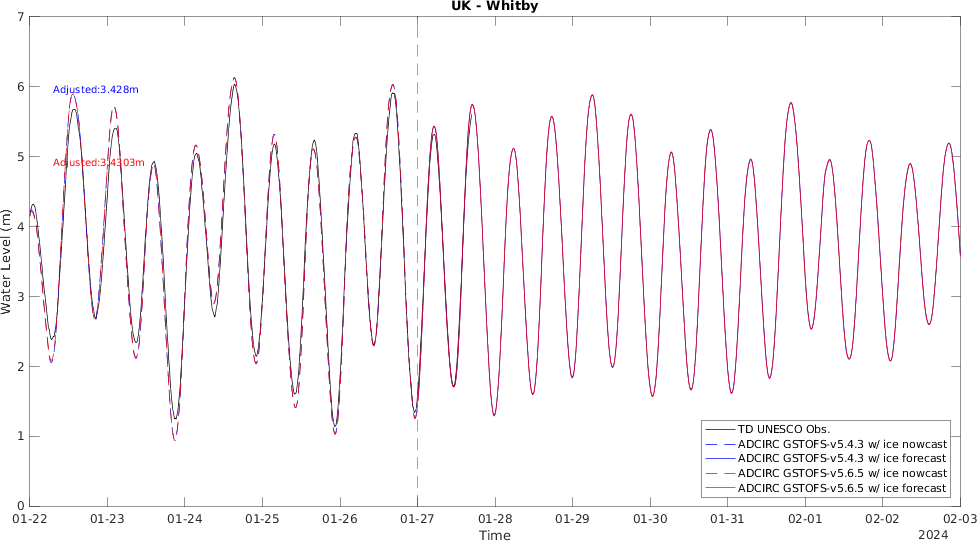 UK - Whitby
7
6
5
4
3
2
1
0
Water Level (m)
Adjusted:3.428m
Adjusted:3.4303m
TD UNESCO Obs.
ADCIRC GSTOFS-v5.4.3 w/ ice nowcast
ADCIRC GSTOFS-v5.4.3 w/ ice forecast
ADCIRC GSTOFS-v5.6.5 w/ ice nowcast
ADCIRC GSTOFS-v5.6.5 w/ ice forecast
01-22 01-23 01-24 01-25 01-26 01-27 01-28 01-29 01-30 01-31 02-01 02-02 02-03
Time
2024